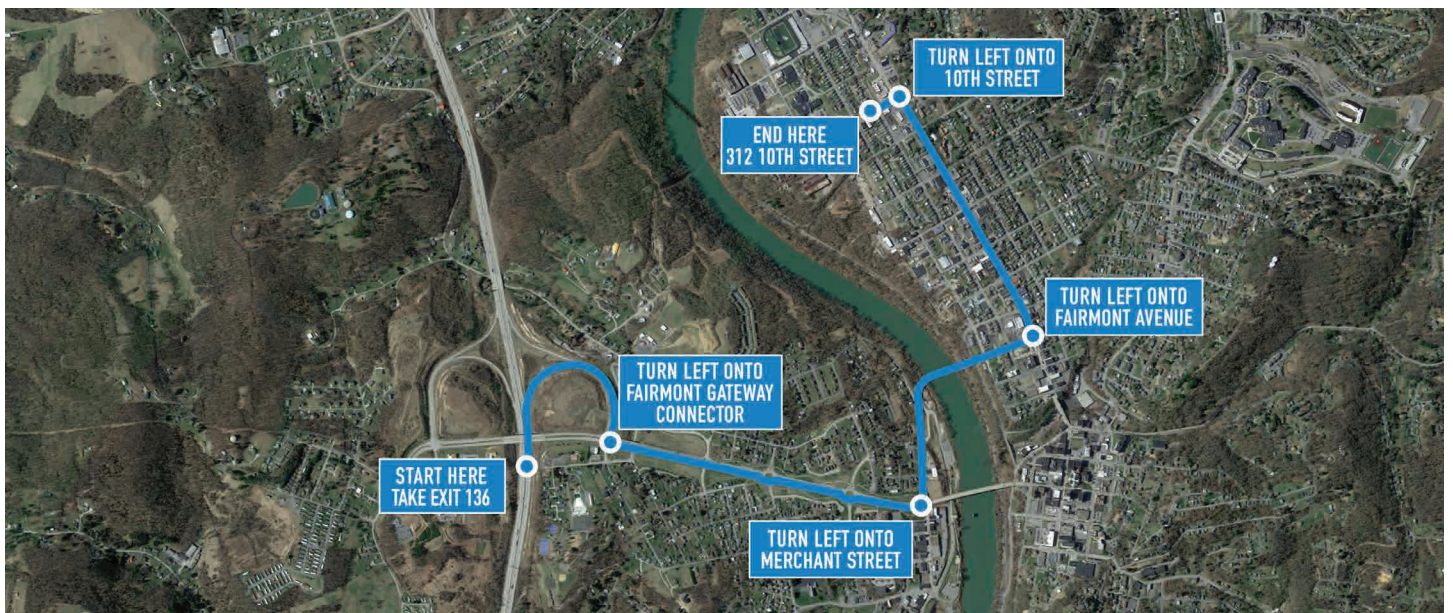 START HERE
TAKE EXIT 136
TURN LEFT ONTO
FAIRMONT GATEWAY
CONNECTOR
TURN LEFT ONTO
MERCHANT STREET
TURN LEFT ONTO
FAIRMONT AVENUE
TURN LEFT ONTO
10TH STREET
END HERE
312 10TH STREET